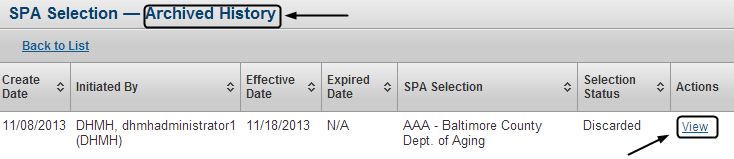 SPA Selection — Archived History
Back to List
Create Date Initiated By Effective Date Expired Date SPA Selection Selection Status Actions
11/08/2013 DHMH, dhmhadministrator1 (DHMH) 11/18/2013 N/A AAA - Baltimore County Dept. of Aging Discarded View